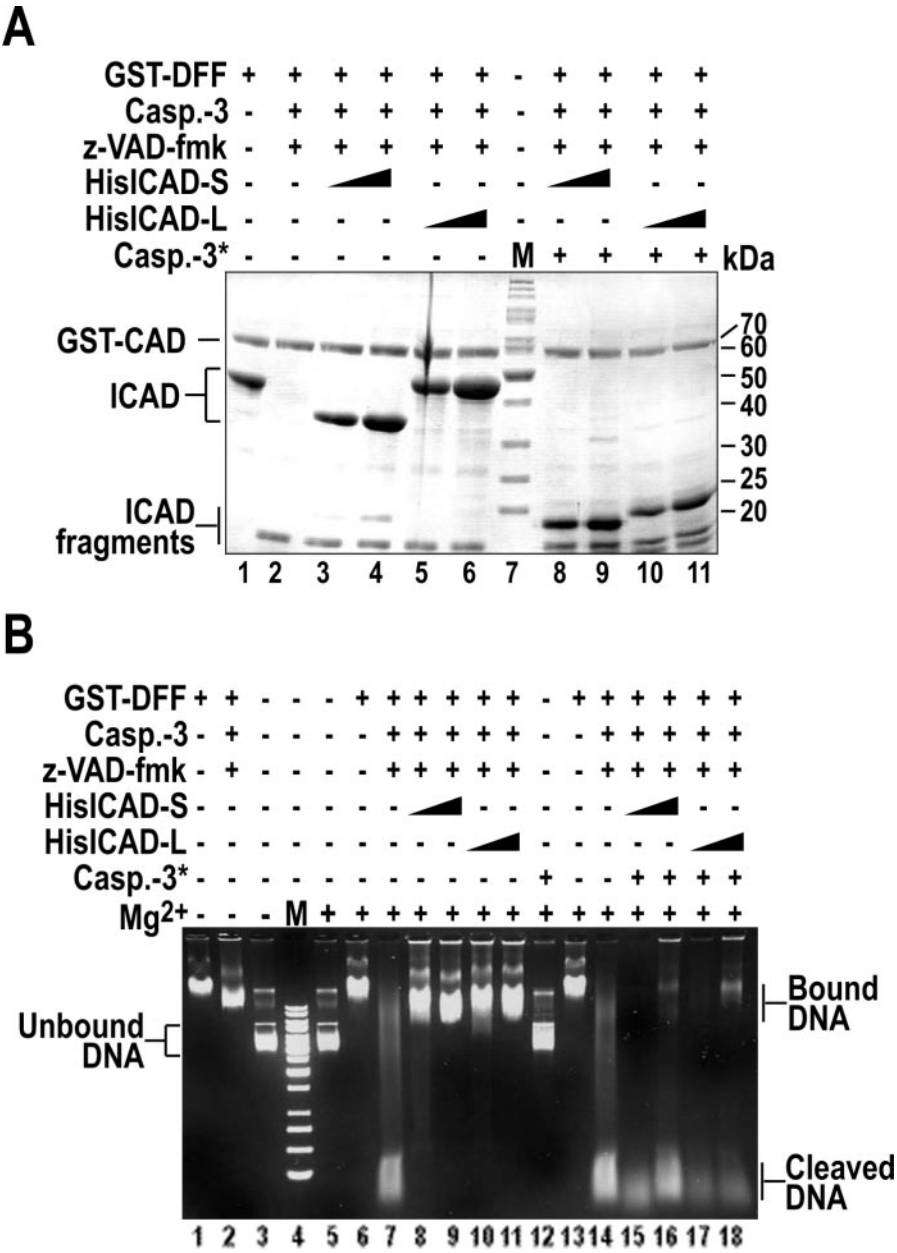 A
GST-DFF + + + + + + - + + + +
Casp.-3 - + + + + + - + + + +
z-VAD-fmk - + + + + + - + + + +
HisICAD-S - - - - - - -
HisICAD-L - - - - - - -
Casp.-3* - - - - - - M + + + + kDa
GST-CAD
ICAD
ICAD
fragments
70
60
50
40
30
25
20
1 2 3 4 5 6 7 8 9 10 11
B
GST-DFF + + - - - + + + + + + - + + + + + +
Casp.-3 - + - - - - + + + + + - - + + + + +
z-VAD-fmk - + - - - - + + + + + - - + + + + +
HisICAD-S - - - - - - - - - - - - - -
HisICAD-L - - - - - - - - - - - - - -
Casp.-3* - - - - - - - - - - - + - - + + + +
Mg2+ - - - M + + + + + + + + + + + + + +
Unbound
DNA
Bound
DNA
Cleaved
DNA
1 2 3 4 5 6 7 8 9 10 11 12 13 14 15 16 17 18